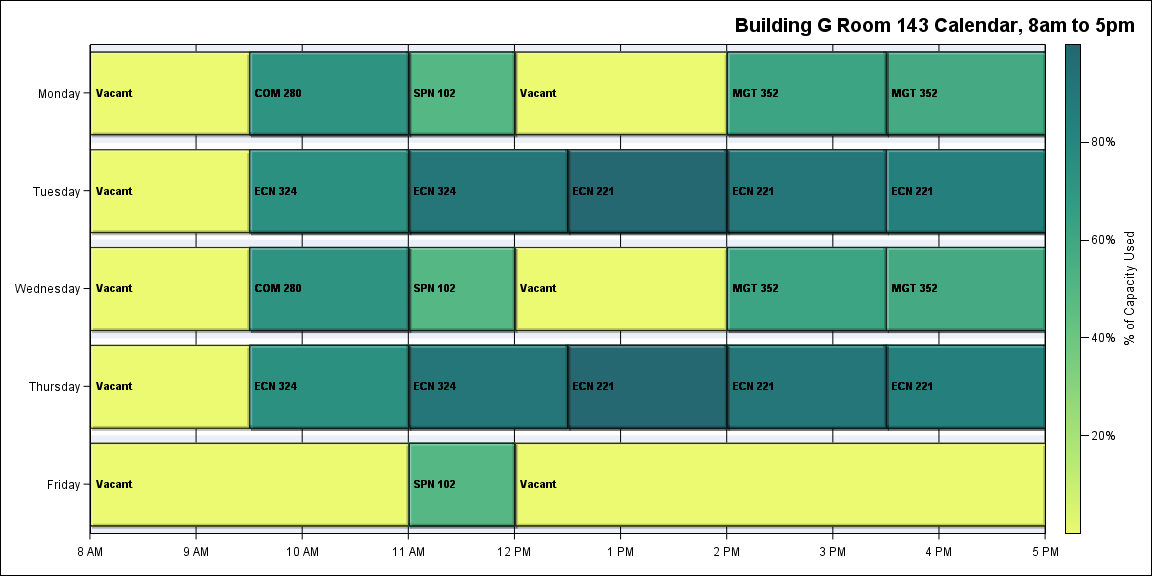 Building G Room 143 Calendar, 8am to 5pm
Monday
Vacant
COM 280
SPN 102
Vacant
MGT 352
MGT 352
Tuesday
Vacant
ECN 324
ECN 324
ECN 221
ECN 221
ECN 221
Wednesday
Vacant
COM 280
SPN 102
Vacant
MGT 352
MGT 352
Thursday
Vacant
ECN 324
ECN 324
ECN 221
ECN 221
ECN 221
Friday
Vacant
SPN 102
Vacant
8 AM
9 AM
10 AM
11 AM
12 PM
1 PM
2 PM
3 PM
4 PM
5 PM
80%
60%
40%
20%
% of Capacity Used